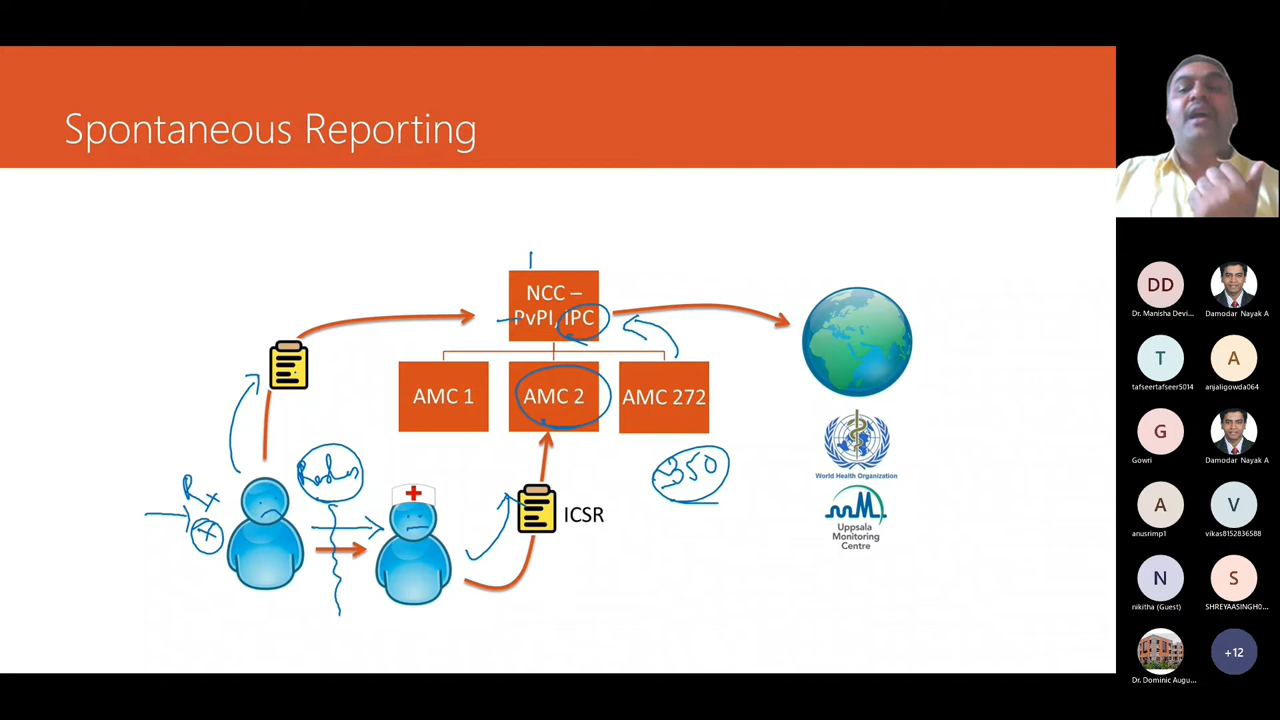 Spontaneous Reporting
NCC –
PvPI, IPC
AMC 1
AMC 2
AMC 272
350
Rx
ICSR
World Health Organization
Uppsala
Monitoring
Centre
DD
Dr. Manisha Devi...
Damodar Nayak A
T
tafseertafseer5014
A
anjaligowda064
G
Gowri
Damodar Nayak A
A
anusrimp1
V
vikas8152836588
N
nikitha (Guest)
S
SHREYAASINGH0...
Dr. Dominic Augu...
+12